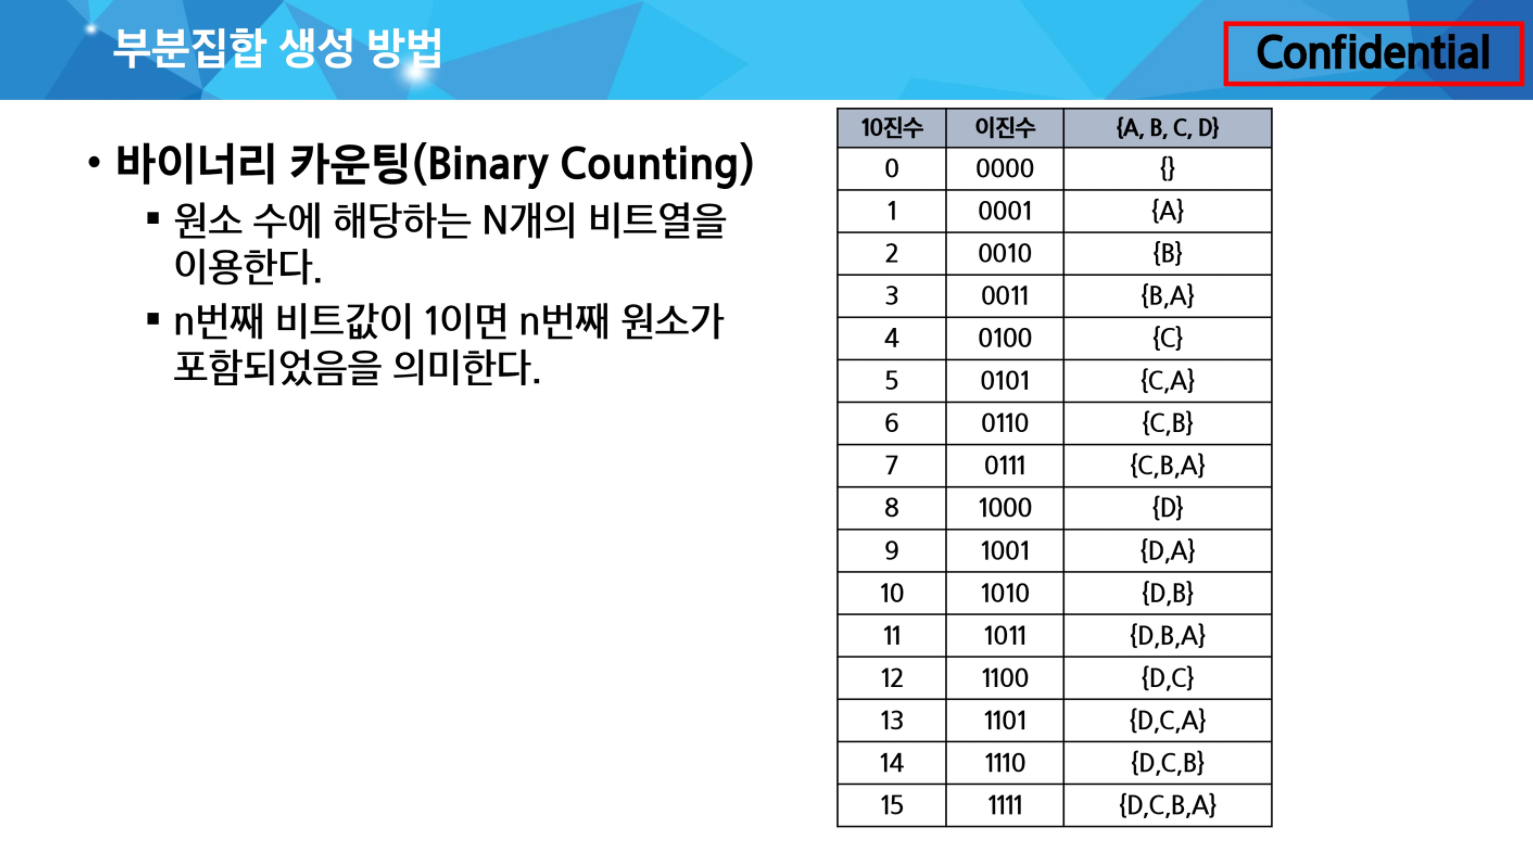 부분집합 생성 방법
Confidential
• 바이너리 카운팅(Binary Counting)
▪ 원소 수에 해당하는 N개의 비트열을
이용한다.
▪ n번째 비트값이 1이면 n번째 원소가
포함되었음을 의미한다.
10진수 이진수 {A, B, C, D}
0 0000 {}
1 0001 {A}
2 0010 {B}
3 0011 {B,A}
4 0100 {C}
5 0101 {C,A}
6 0110 {C,B}
7 0111 {C,B,A}
8 1000 {D}
9 1001 {D,A}
10 1010 {D,B}
11 1011 {D,B,A}
12 1100 {D,C}
13 1101 {D,C,A}
14 1110 {D,C,B}
15 1111 {D,C,B,A}